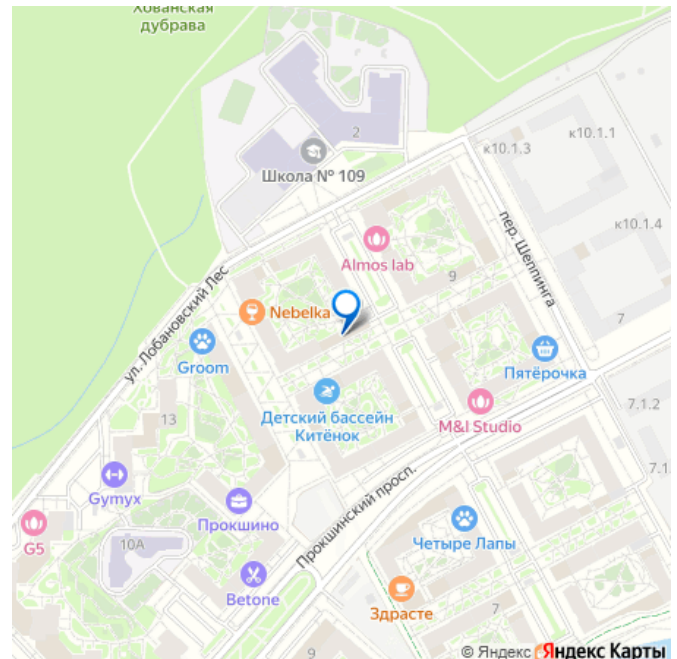 Хованская
дубрава
2
к10.1.1
к10.1.3
Школа № 109
пер. Шеппинга
к10.1.4
Almos lab
9
ул. Лобановский Лес
Nebelka
7
Groom
Пятёрочка
Детский бассейн
Китёнок
M&I Studio
7.1.2
13
Gymyx
Прокшинский просп.
7.1
Прокшино
G5
10А
Четыре Лапы
Betone
Здрасте
7
9
© Яндекс Яндекс Карты